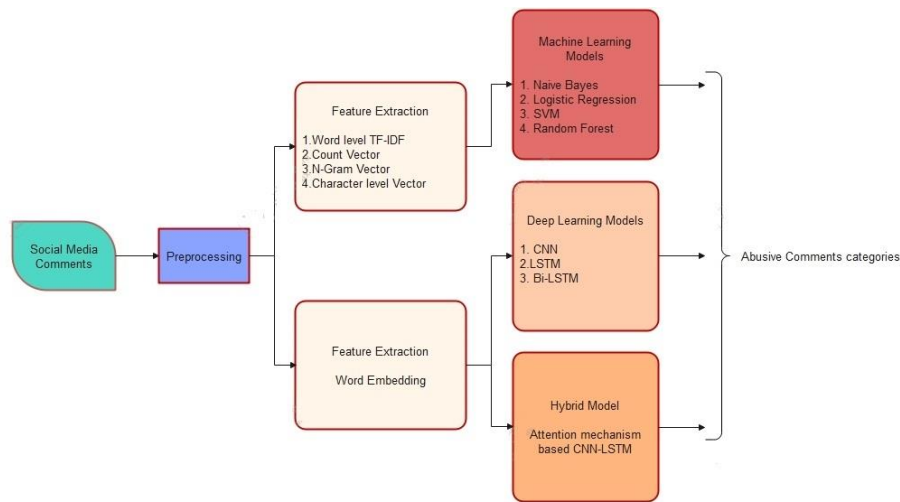 Social Media
Comments
Preprocessing
Feature Extraction
1.Word level TF-IDF
2.Count Vector
3.N-Gram Vector
4.Character level Vector
Feature Extraction
Word Embedding
Machine Learning
Models
1. Naive Bayes
2. Logistic Regression
3. SVM
4. Random Forest
Deep Learning Models
1. CNN
2.LSTM
3. Bi-LSTM
Hybrid Model
Attention mechanism
based CNN-LSTM
Abusive Comments categories